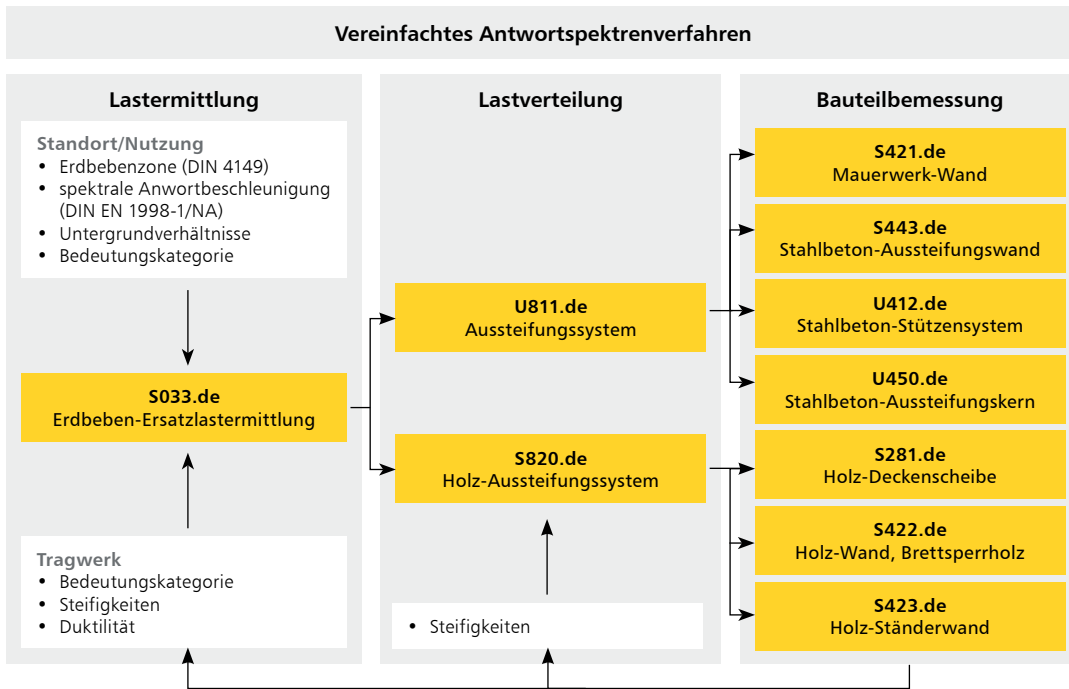 Vereinfachtes Antwortspektrenverfahren
Lastermittlung
Standort/Nutzung
• Erdbebenzone (DIN 4149)
• spektrale Anwortbeschleunigung
(DIN EN 1998-1/NA)
• Untergrundverhältnisse
• Bedeutungskategorie
S033.de
Erdbeben-Ersatzlastermittlung
Tragwerk
• Bedeutungskategorie
• Steifigkeiten
• Duktilität
Lastverteilung
U811.de
Aussteifungssystem
S820.de
Holz-Aussteifungssystem
• Steifigkeiten
Bauteilbemessung
S421.de
Mauerwerk-Wand
S443.de
Stahlbeton-Aussteifungswand
U412.de
Stahlbeton-Stützensystem
U450.de
Stahlbeton-Aussteifungskern
S281.de
Holz-Deckenscheibe
S422.de
Holz-Wand, Brettsperrholz
S423.de
Holz-Ständerwand